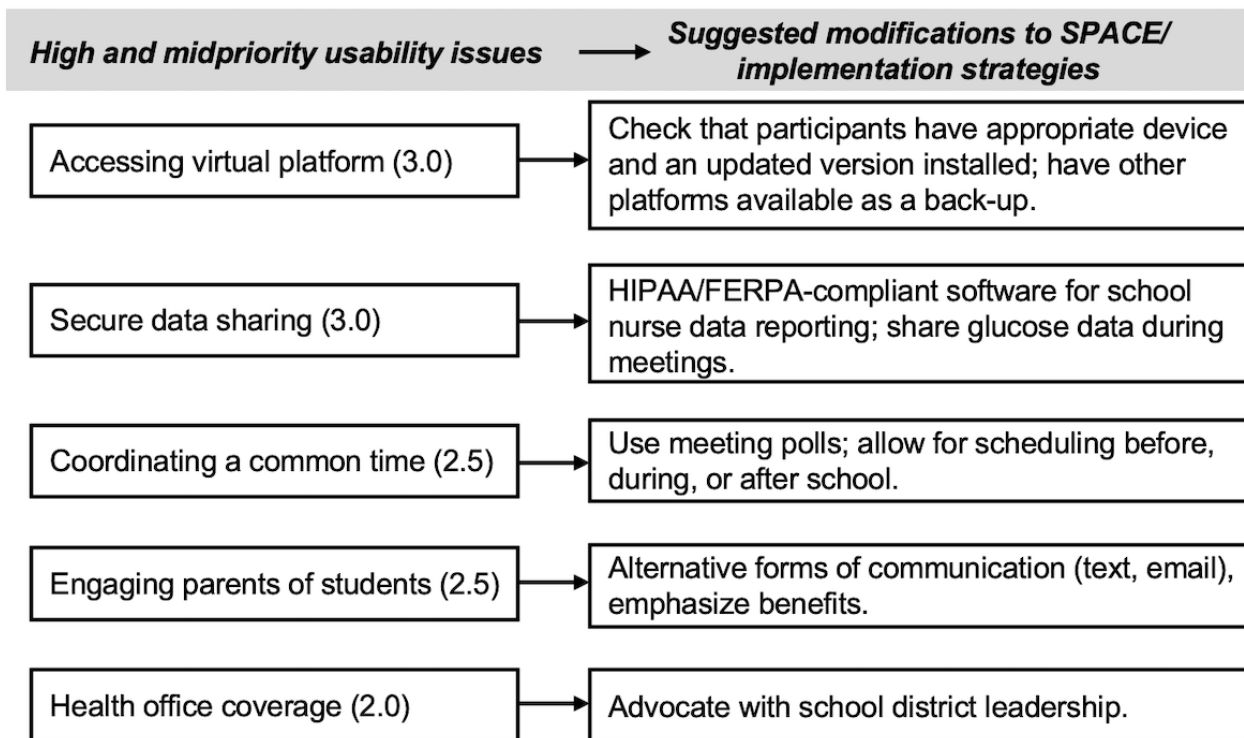 High and midpriority usability issues
Suggested modifications to SPACE/
implementation strategies
Accessing virtual platform (3.0)
Check that participants have appropriate device
and an updated version installed; have other
platforms available as a back-up.
Secure data sharing (3.0)
HIPAA/FERPA-compliant software for school
nurse data reporting; share glucose data during
meetings.
Coordinating a common time (2.5)
Use meeting polls; allow for scheduling before,
during, or after school.
Engaging parents of students (2.5)
Alternative forms of communication (text, email),
emphasize benefits.
Health office coverage (2.0)
Advocate with school district leadership.